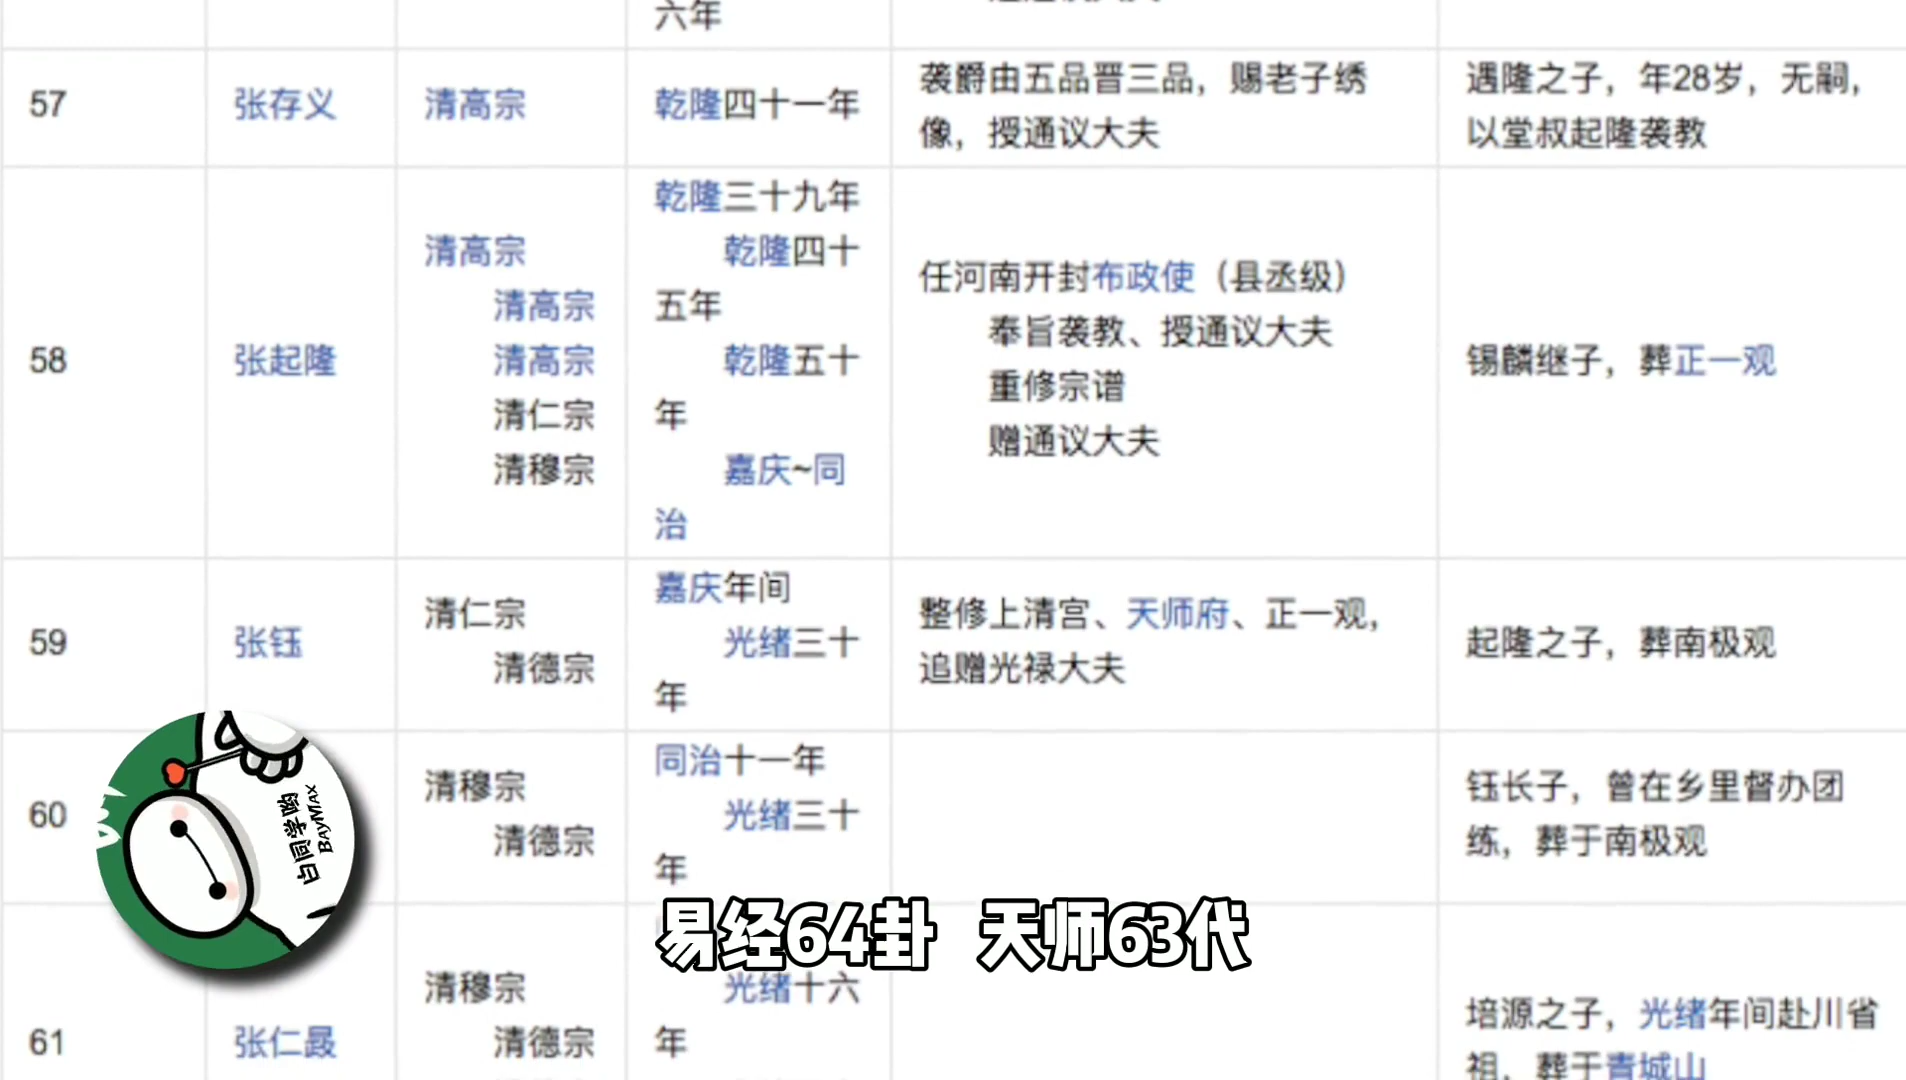 六年
57
张存义
清高宗
乾隆四十一年
袭爵由五品晋三品，赐老子绣
像，授通议大夫
遇隆之子，年28岁，无嗣，
以堂叔起隆袭教
58
张起隆
清高宗
清高宗
清高宗
清仁宗
清穆宗
乾隆三十九年
乾隆四十
五年
乾隆五十
年
嘉庆~同
治
任河南开封布政使（县丞级）
奉旨袭教、授通议大夫
重修宗谱
赠通议大夫
锡麟继子，葬正一观
59
张钰
清仁宗
清德宗
嘉庆年间
光绪三十
年
整修上清宫、天师府、正一观，
追赠光禄大夫
起隆之子，葬南极观
60
清穆宗
清德宗
同治十一年
光绪三十
年
钰长子，曾在乡里督办团
练，葬于南极观
61
张仁晸
清穆宗
清德宗
光绪十六
年
培源之子，光绪年间赴川省
祖，葬于青城山
白同学哟
BAYMAX
易经64卦 天师63代